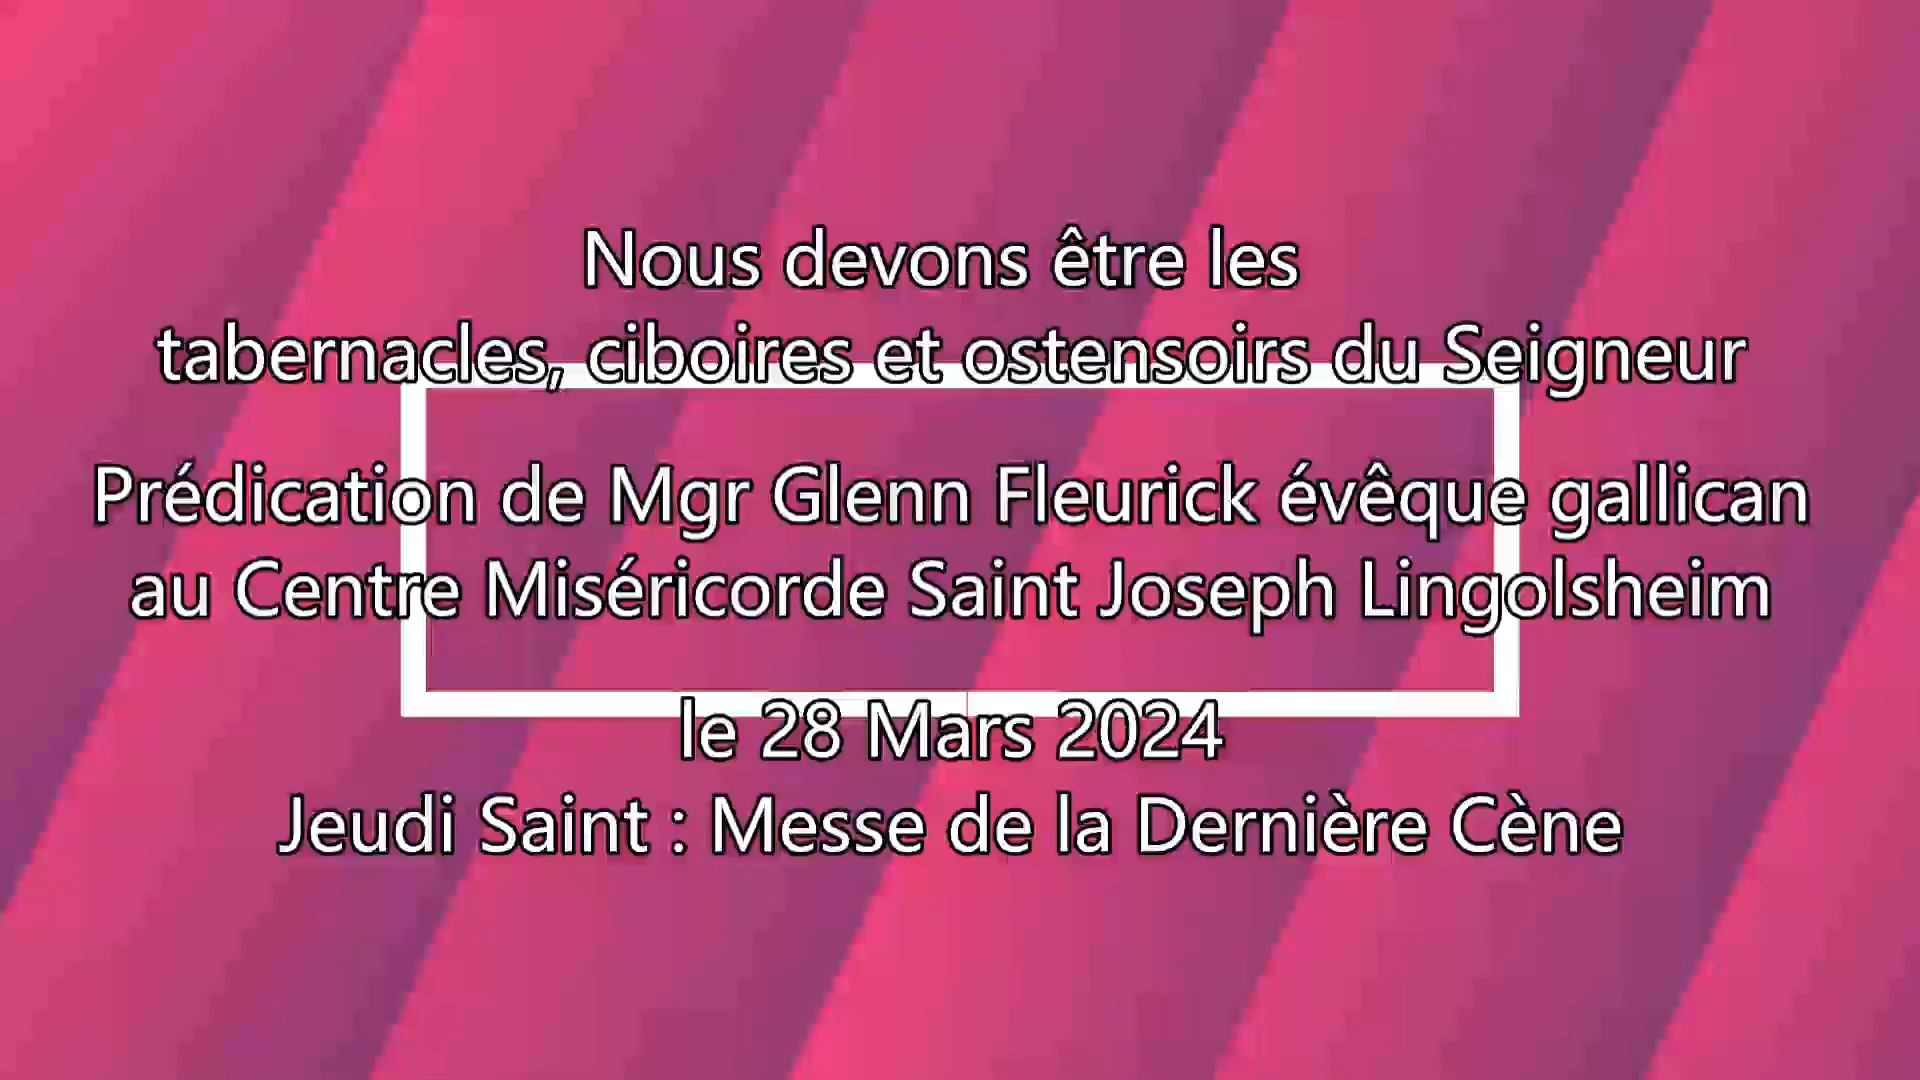 Nous devons être les
tabernacles, ciboires et ostensoirs du Seigneur
Prédication de Mgr Glenn Fleurick évêque gallican
au Centre Miséricorde Saint Joseph Lingolsheim
le 28 Mars 2024
Jeudi Saint : Messe de la Dernière Cène